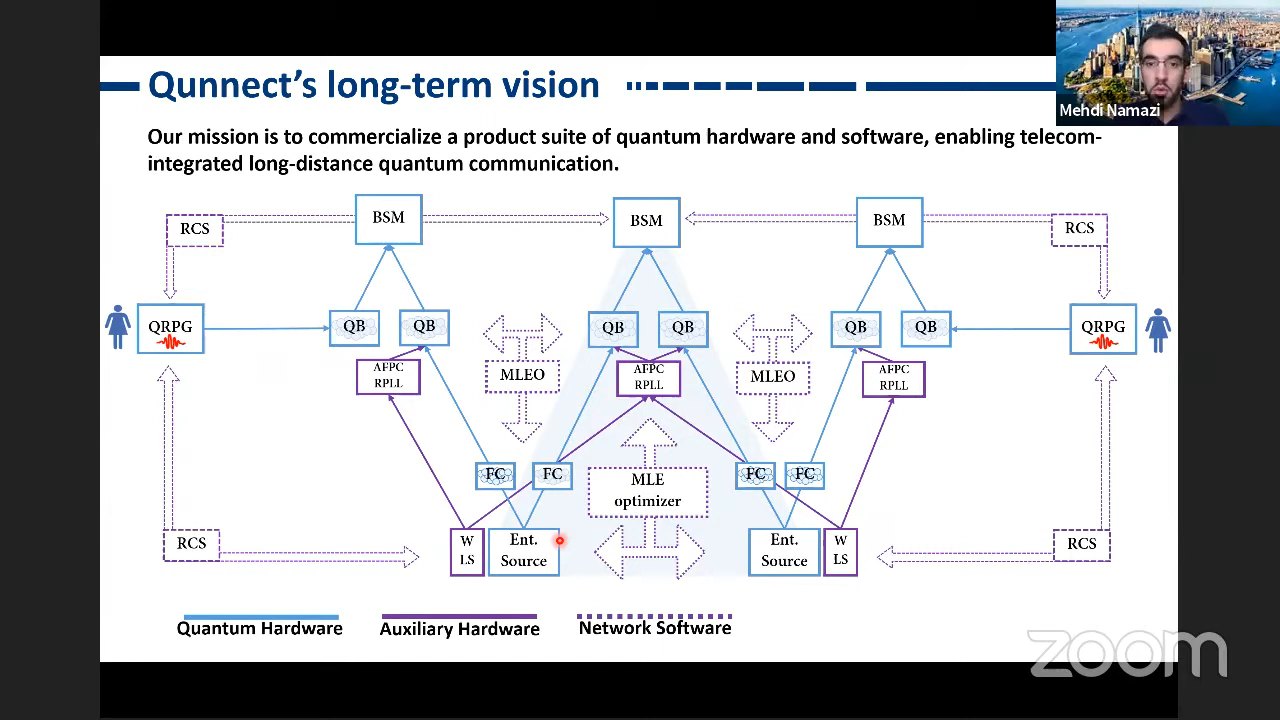 Qunnect's long-term vision
Mehdi Namazi
Our mission is to commercialize a product suite of quantum hardware and software, enabling telecom-
integrated long-distance quantum communication.
BSM
BSM
BSM
RCS
RCS
QRPG
QB
QB
QB
QB
QB
QB
QRPG
AFPC
RPLL
MLEO
AFPC
RPLL
MLEO
AFPC
RPLL
FC
FC
MLE
optimizer
FC
FC
RCS
W
LS
Ent.
Source
Ent.
Source
W
LS
RCS
Quantum Hardware
Auxiliary Hardware
Network Software
zoom